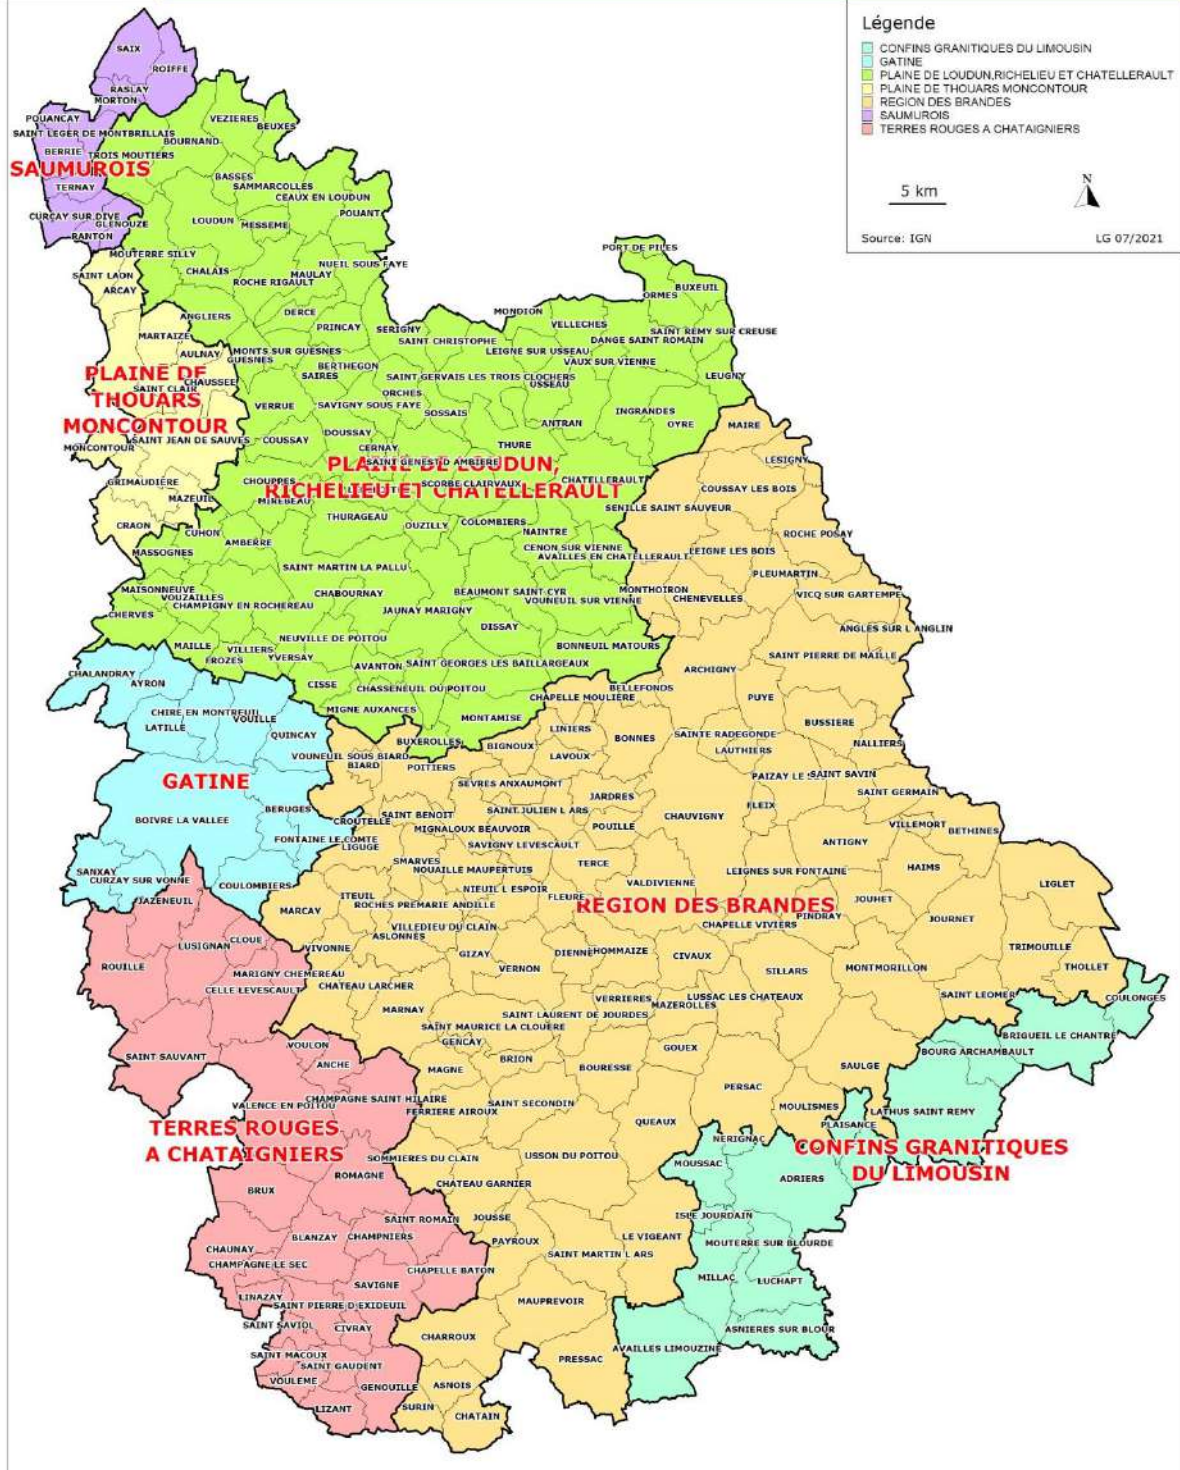 Légende
CONFINS GRANITIQUES DU LIMOUSIN
GATINE
PLAINE DE LOUDUN,RICHELIEU ET CHATELLERAULT
PLAINE DE THOUARS MONCONTOUR
REGION DES BRANDES
SAUMUROIS
TERRES ROUGES A CHATAIGNIERS
5 km
N
Source: IGN
LG 07/2021
SAIX
ROIFFE
RASLAY
MORTON
POUANCAY
SAINT LEGER DE MONTBRILLAIS
BERRIE
TROIS MOUTIERS
SAUMUROIS
TERNAY
CURÇAY SUR DIVE
GLENOUZE
RANTON
VEZIERES
BEUXES
BOURNAND
BASSES
SAMMARCOLLES
CEAUX EN LOUDUN
POUANT
LOUDUN
MESSEME
MOUTERRE SILLY
SAINT LAON
ARCAY
CHALAIS
NUEIL SOUS FAYE
MAULAY
ROCHE RIGAULT
ANGLIERS
DERCE
PRINCAY
MARTAIZE
AULNAY
MONTS SUR GUESNES
GUESNES
BERTHEGON
SAIRES
PLAINE DE
THOUARS
MONCONTOUR
SAINT CLAIR
CHAUSSEE
VERRUE
SAVIGNY SOUS FAYE
ORCHES
SOSSAIS
SAINT JEAN DE SAUVES
MONCONTOUR
COUSSAY
DOUSSAY
CERNAY
GRIMAUDIERE
MAZEUIL
CRAON
PORT DE PILES
BUXEUIL
ORMES
MONDION
VELLECHES
SERIGNY
SAINT CHRISTOPHE
SAINT REMY SUR CREUSE
DANGE SAINT ROMAIN
LEIGNE SUR USSEAU
VAUX SUR VIENNE
SAINT GERVAIS LES TROIS CLOCHERS
USSEAU
LEUGNY
INGRANDES
OYRE
ANTRAN
THURE
SAINT GENEST D AMBIERE
PLAINE DE LOUDUN,
RICHELIEU ET CHATELLERAULT
SCORBE CLAIRVAUX
CHATELLERAULT
CHOUPPES
MIREBEAU
THURAGEAU
OUZILLY
COLOMBIERS
NAINTRE
SENILLE SAINT SAUVEUR
CENON SUR VIENNE
AVAILLES EN CHATELLERAULT
CUHON
AMBERRE
MASSOGNES
SAINT MARTIN LA PALLU
MAISONNEUVE
VOUZAILLES
CHAMPIGNY EN ROCHEREAU
CHERVES
CHABOURNAY
BEAUMONT SAINT-CYR
VOUNEUIL SUR VIENNE
JAUNAY MARIGNY
DISSAY
NEUVILLE DE POITOU
MAILLE
VILLIERS
FROZES
YVERSAY
AVANTON
SAINT GEORGES LES BAILLARGEAUX
BONNEUIL MATOURS
CISSE
CHASSENEUIL DU POITOU
MIGNE AUXANCES
MONTAMISE
BUXEROLLES
MAIRE
LESIGNY
COUSSAY LES BOIS
ROCHE POSAY
LEIGNE LES BOIS
PLEUMARTIN
MONTHOIRON
CHENEVELLES
VICQ SUR GARTEMPE
ANGLES SUR L ANGLIN
SAINT PIERRE DE MAILLE
ARCHIGNY
BELLEFONDS
CHAPELLE MOULIERE
PUYE
BUSSIERE
LINIERS
BONNES
SAINTE RADEGONDE
LAUTHIERS
NALLIERS
BIGNOUX
LAVOUX
CHALANDRAY
AYRON
CHIRE EN MONTREUIL
VOUILLE
LATILLE
QUINCAY
VOUNEUIL SOUS BIARD
BIARD
POITIERS
GATINE
BERUGES
BOIVRE LA VALLEE
CROUTELLE
FONTAINE LE COMTE
LIGUGE
SANXAY
CURZAY SUR VONNE
COULOMBIERS
JAZENEUIL
SEVRES ANXAUMONT
SAINT BENOIT
SAINT JULIEN L ARS
JARDRES
MIGNALOUX BEAUVOIR
POUILLE
SAVIGNY LEVESCAULT
CHAUVIGNY
FLEIX
PAIZAY LE
SAINT SAVIN
SAINT GERMAIN
VILLEMORT
BETHINES
ANTIGNY
HAIMS
LIGLET
SMARVES
NOUAILLE MAUPERTUIS
TERCE
VALDIVIENNE
LEIGNES SUR FONTAINE
NIEUIL L ESPOIR
FLEURE
REGION DES BRANDES
JOUHET
PINDRAY
JOURNET
ITEUIL
ROCHES PREMARIE ANDILLE
MARCAY
VILLEDIEU DU CLAIN
ASLONNES
CHAPELLE VIVIERS
TRIMOUILLE
THOLLET
VIVONNE
GIZAY
DIENNE
LHOMMAIZE
CIVAUX
SILLARS
MONTMORILLON
VERNON
CHATEAU LARCHER
VERRIERES
MAZEROLLES
LUSSAC LES CHATEAUX
SAINT LEOMER
COULONGES
MARNAY
SAINT LAURENT DE JOURDES
SAINT MAURICE LA CLOUERE
GENCAY
BRION
GOUEX
BRIGUEIL LE CHANTRE
BOURG ARCHAMBAULT
MAGNE
BOURESSE
SAULGE
PERSAC
MOULISMES
LATHUS SAINT REMY
PLAISANCE
ROUILLE
LUSIGNAN
CLOUE
MARIGNY CHEMEREAU
CELLE LEVESCAULT
SAINT SAUVANT
VOULON
ANCHE
CHAMPAGNE SAINT HILAIRE
FERRIERE AIROUX
SAINT SECONDIN
QUEAUX
VALENCE EN POITOU
TERRES ROUGES
A CHATAIGNIERS
SOMMIERES DU CLAIN
USSON DU POITOU
NERIGNAC
MOUSSAC
CONFINS GRANITIQUES
DU LIMOUSIN
ADRIERS
ROMAGNE
CHATEAU GARNIER
BRUX
SAINT ROMAIN
JOUSSE
ISLE JOURDAIN
CHAUNAY
BLANZAY
CHAMPNIERS
PAYROUX
LE VIGEANT
MOUTERRE SUR BLOURDE
CHAMPAGNE LE SEC
CHAPELLE BATON
SAINT MARTIN L ARS
MILLAC
LUCHAPT
SAVIGNE
LINAZAY
SAINT PIERRE D EXIDEUIL
MAUPREVOIR
SAINT SAVIOL
CIVRAY
CHARROUX
ASNIERES SUR BLOUR
AVAILLES LIMOUZINE
SAINT MACOUX
SAINT GAUDENT
PRESSAC
VOULEME
GENOUILLE
ASNOIS
LIZANT
SURIN
CHATAIN